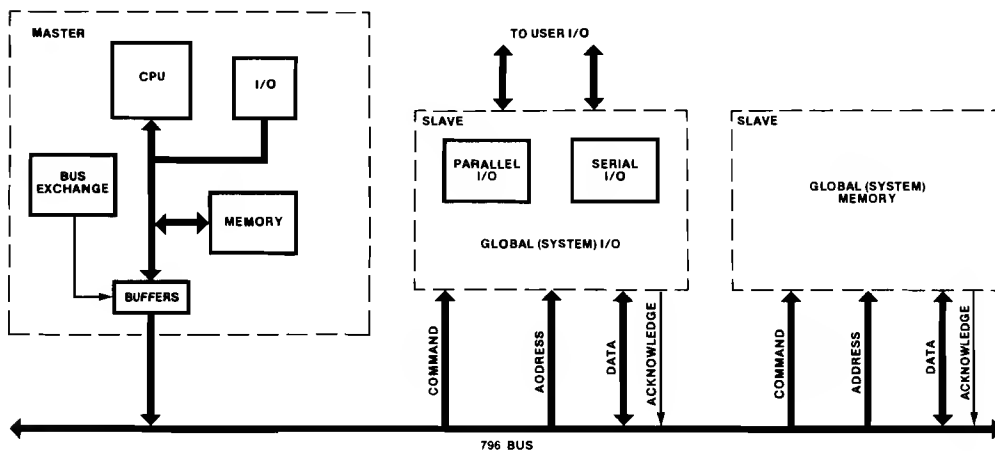 MASTER
CPU
I/O
BUS
EXCHANGE
MEMORY
BUFFERS
TO USER I/O
SLAVE
PARALLEL
I/O
SERIAL
I/O
GLOBAL (SYSTEM) I/O
SLAVE
GLOBAL (SYSTEM)
MEMORY
COMMAND
ADDRESS
DATA
ACKNOWLEDGE
COMMAND
ADDRESS
DATA
ACKNOWLEDGE
796 BUS